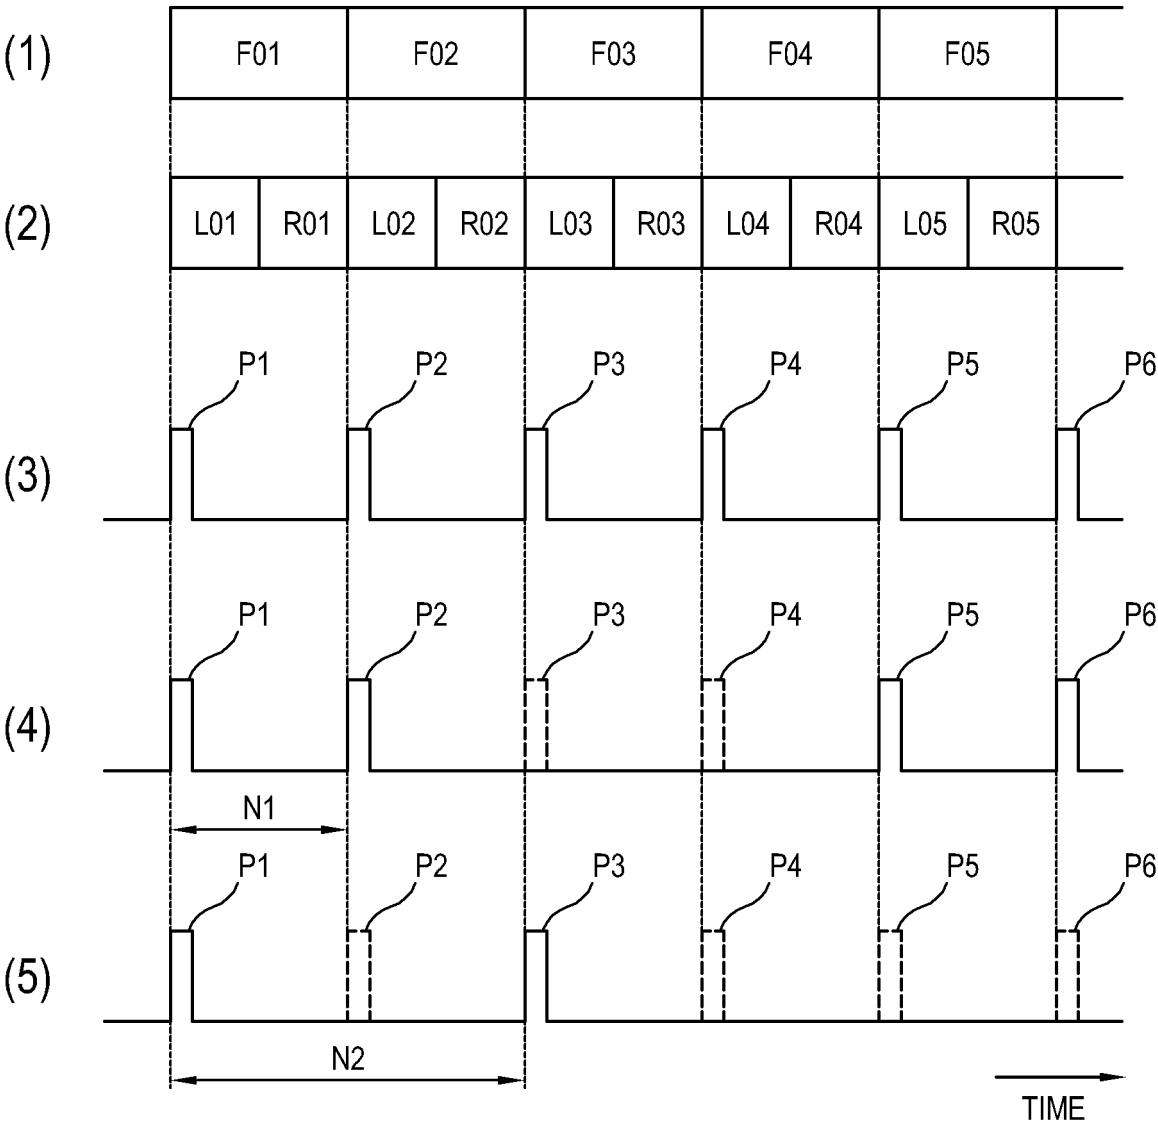 (1) F01 F02 F03 F04 F05
(2) L01 R01 L02 R02 L03 R03 L04 R04 L05 R05
P1 P2 P3 P4 P5 P6
(3)
P1 P2 P3 P4 P5 P6
(4)
N1
P1 P2 P3 P4 P5 P6
(5)
N2
TIME